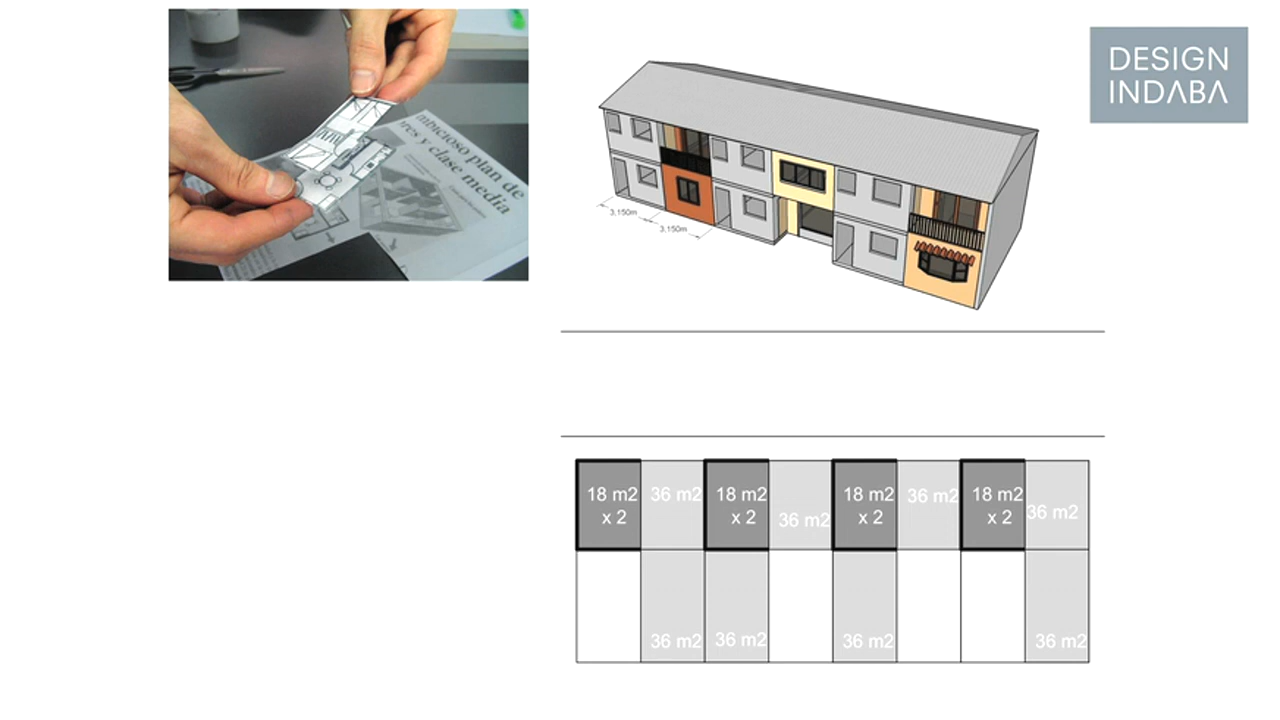 mbicioso plan de
res y clase media
DESIGN
INDABA
3,150m
3,150m
18 m2
x 2
36 m2
18 m2
x 2
36 m2
18 m2
x 2
36 m2
18 m2
x 2
36 m2
36 m2
36 m2
36 m2
36 m2